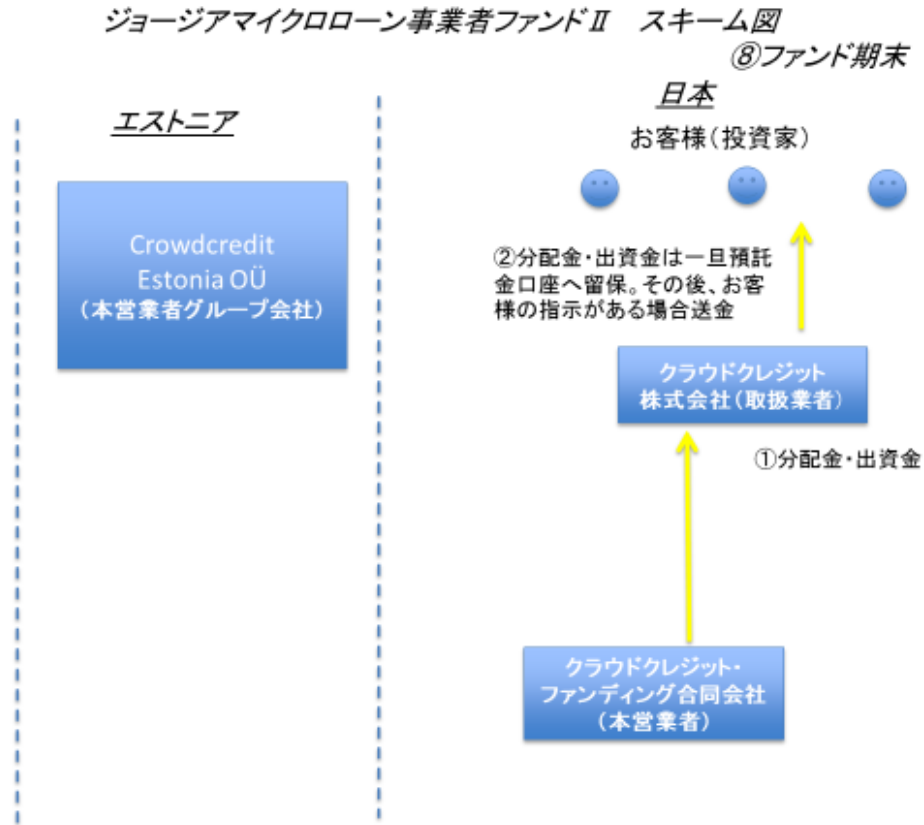 ジョージアマイクロローン事業者ファンドⅡ　スキーム図
⑧ファンド期末
エストニア
日本
お客様（投資家）
Crowdcredit
Estonia OÜ
（本営業者グループ会社）
②分配金・出資金は一旦預託
金口座へ留保。その後、お客
様の指示がある場合送金
クラウドクレジット
株式会社（取扱業者）
①分配金・出資金
クラウドクレジット・
ファンディング合同会社
（本営業者）